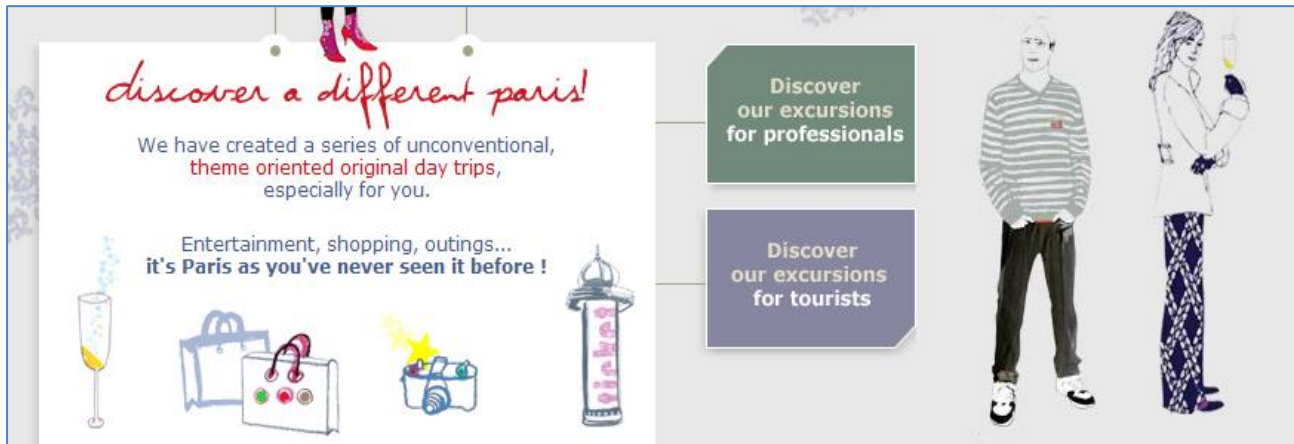 discover a different paris!
We have created a series of unconventional,
theme oriented original day trips,
especially for you.
Entertainment, shopping, outings...
it's Paris as you've never seen it before !
Discover
our excursions
for professionals
Discover
our excursions
for tourists